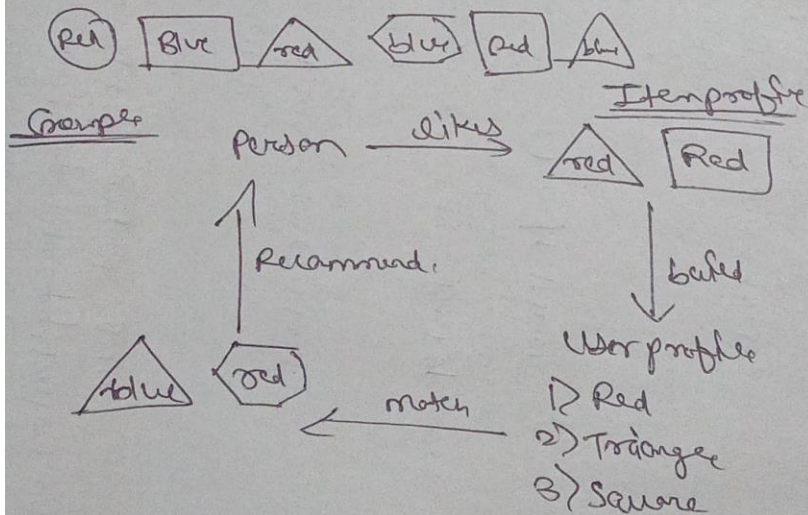 Red Blue red blue Red blue
Example Itemprofile
Person likes red Red
Recommend.
based
User profile
blue red match 1) Red
2) Triangle
3) Square